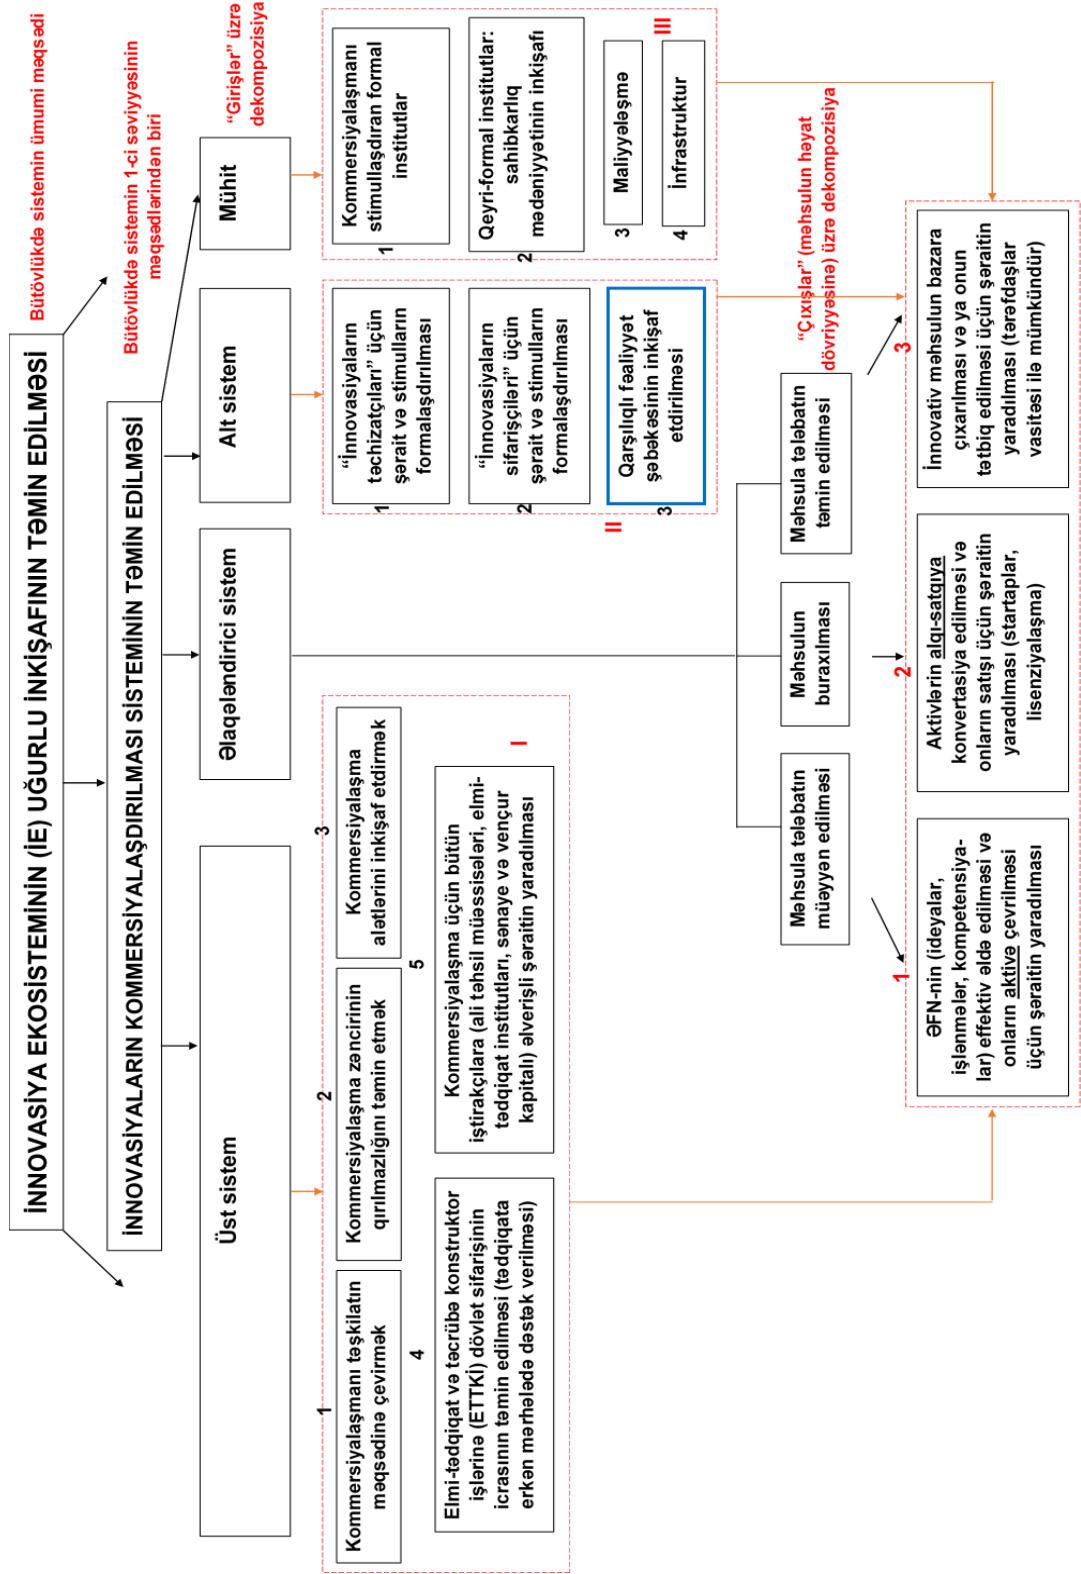 Bütövlükdə sistemin ümumi məqsədi
İNNOVASİYA EKOSİSTEMİNİN (İE) UĞURLU İNKİŞAFININ TƏMİN EDİLMƏSİ
Bütövlükdə sistemin 1-ci səviyyəsinin
məqsədlərindən biri
İNNOVASİYALARIN KOMMERSİYALAŞDIRILMASI SİSTEMİNİN TƏMİN EDİLMƏSİ
“Girişlər” üzrə
dekompozisiya
Üst sistem
Əlaqələndirici sistem
Alt sistem
Mühit
1
Kommersiyalaşmanı təşkilatın
məqsədinə çevirmək
2
Kommersiyalaşma zəncirinin
qırılmazlığını təmin etmək
3
Kommersiyalaşma
alətlərini inkişaf etdirmək
4
Elmi-tədqiqat və təcrübə konstruktor
işlərinə (ETTKİ) dövlət sifarişinin
icrasının təmin edilməsi (tədqiqata
erkən mərhələdə dəstək verilməsi)
5
Kommersiyalaşma üçün bütün
iştirakçılara (ali təhsil müəssisələri, elmi-
tədqiqat institutları, sənaye və vençur
kapitalı) əlverişli şəraitin yaradılması
I
1
“İnnovasiyaların
təchizatçıları” üçün
şərait və stimulların
formalaşdırılması
2
“İnnovasiyaların
sifarişçiləri” üçün
şərait və stimulların
formalaşdırılması
3
Qarşılıqlı fəaliyyət
şəbəkəsinin inkişaf
etdirilməsi
II
1
Kommersiyalaşmanı
stimullaşdıran formal
institutlar
2
Qeyri-formal institutlar:
sahibkarlıq
mədəniyyətinin inkişafı
3
Maliyyələşmə
4
İnfrastruktur
III
“Çıxışlar” (məhsulun həyat
dövriyyəsinə) üzrə dekompozisiya
Məhsula tələbatın
müəyyən edilməsi
Məhsulun
buraxılması
Məhsula tələbatın
təmin edilməsi
1
ƏFN-nin (ideyalar,
işlənmələr, kompetensiya-
lar) effektiv əldə edilməsi və
onların aktivə çevrilməsi
üçün şəraitin yaradılması
2
Aktivlərin alqı-satqıya
konvertasiya edilməsi və
onların satışı üçün şəraitin
yaradılması (startaplar,
lisenziyalaşma)
3
İnnovativ məhsulun bazara
çıxarılması və ya onun
tətbiq edilməsi üçün şəraitin
yaradılması (tərəfdaşlar
vasitəsi ilə mümkündür)